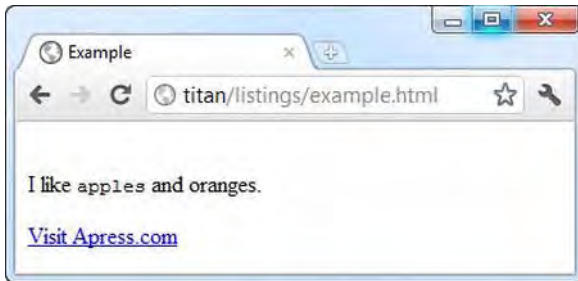 Example
titan/listings/example.html
I like apples and oranges.
Visit Apress.com